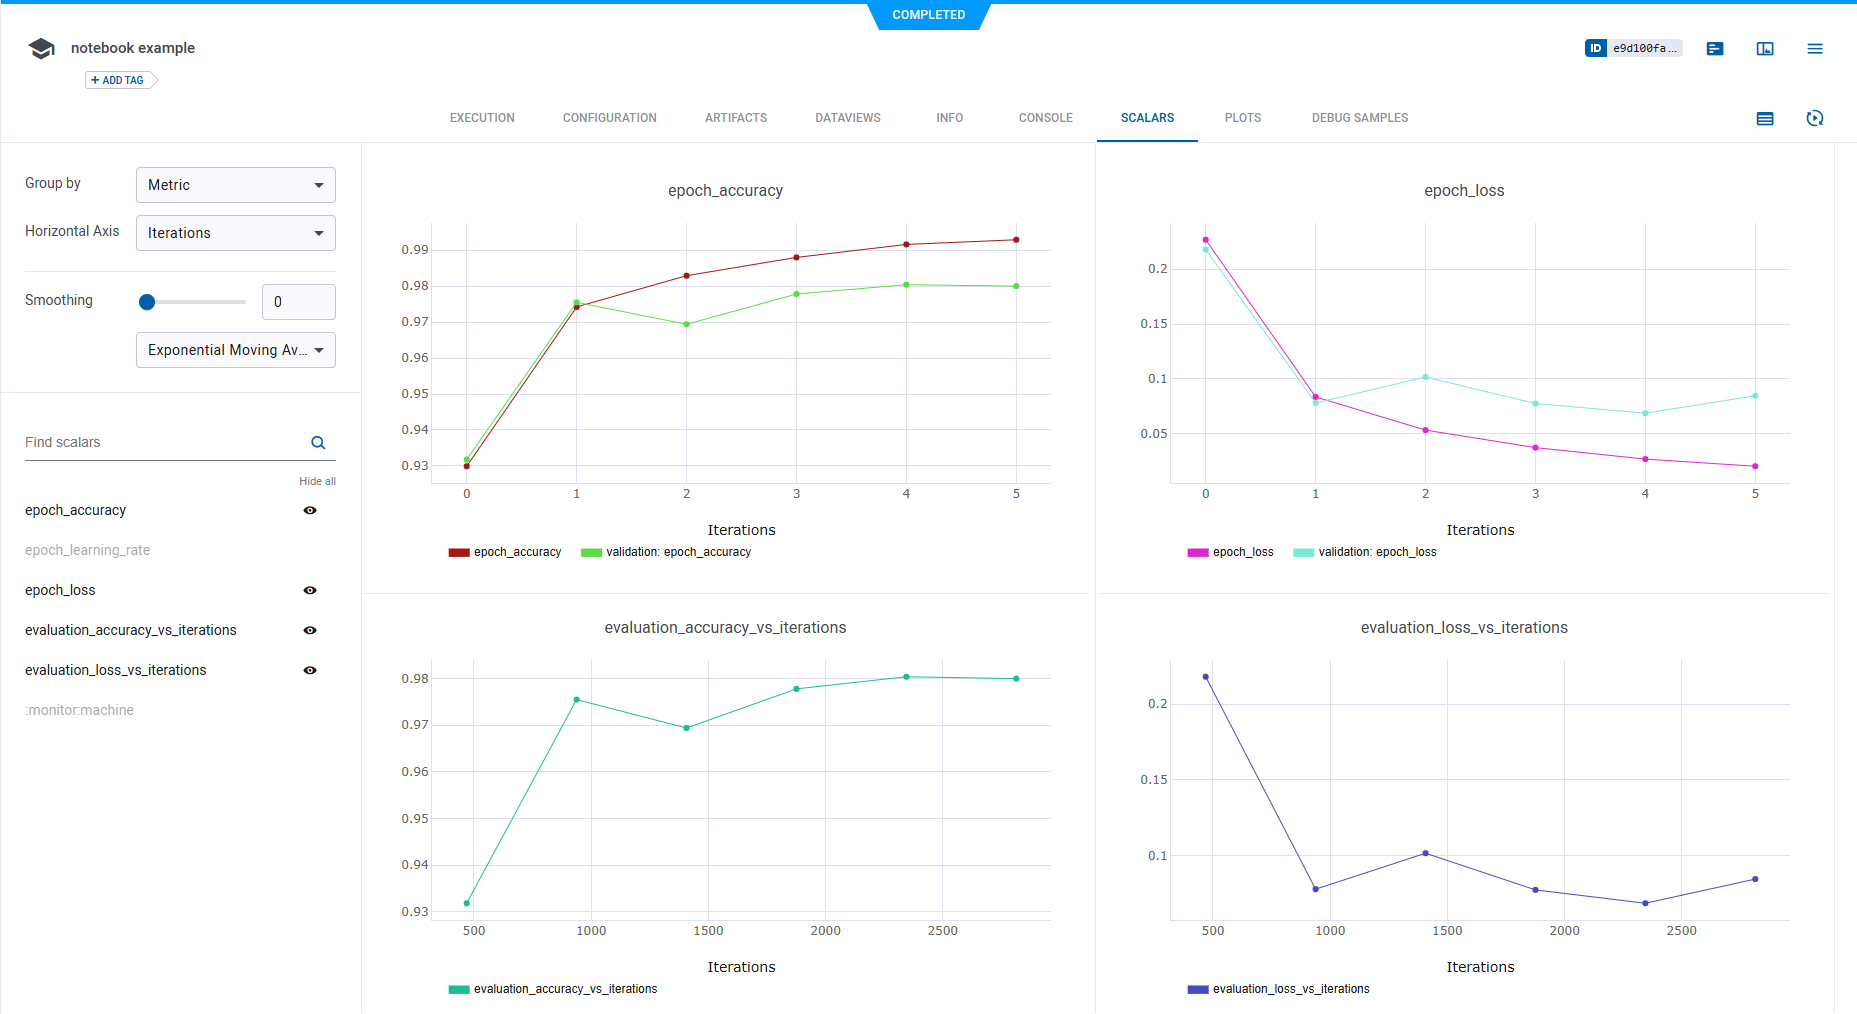 COMPLETED
notebook example
ID e9d100fa...
+ ADD TAG
EXECUTION CONFIGURATION ARTIFACTS DATAVIEWS INFO CONSOLE SCALARS PLOTS DEBUG SAMPLES
Group by Metric
Horizontal Axis Iterations
Smoothing 0
Exponential Moving Av...
Find scalars
Hide all
epoch_accuracy
epoch_learning_rate
epoch_loss
evaluation_accuracy_vs_iterations
evaluation_loss_vs_iterations
:monitor:machine
epoch_accuracy
0.99
0.98
0.97
0.96
0.95
0.94
0.93
0 1 2 3 4 5
Iterations
epoch_accuracy validation: epoch_accuracy
epoch_loss
0.2
0.15
0.1
0.05
0 1 2 3 4 5
Iterations
epoch_loss validation: epoch_loss
evaluation_accuracy_vs_iterations
0.98
0.97
0.96
0.95
0.94
0.93
500 1000 1500 2000 2500
Iterations
evaluation_accuracy_vs_iterations
evaluation_loss_vs_iterations
0.2
0.15
0.1
500 1000 1500 2000 2500
Iterations
evaluation_loss_vs_iterations